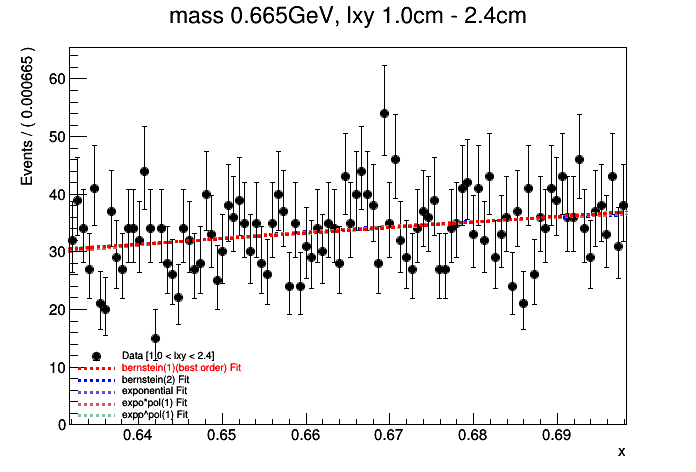 mass 0.665GeV, lxy 1.0cm - 2.4cm
Events / ( 0.000665 )
60
50
40
30
20
10
0
Data [1.0 < lxy < 2.4]
bernstein(1)(best order) Fit
bernstein(2) Fit
exponential Fit
expo*pol(1) Fit
expp^pol(1) Fit
0.64 0.65 0.66 0.67 0.68 0.69
x